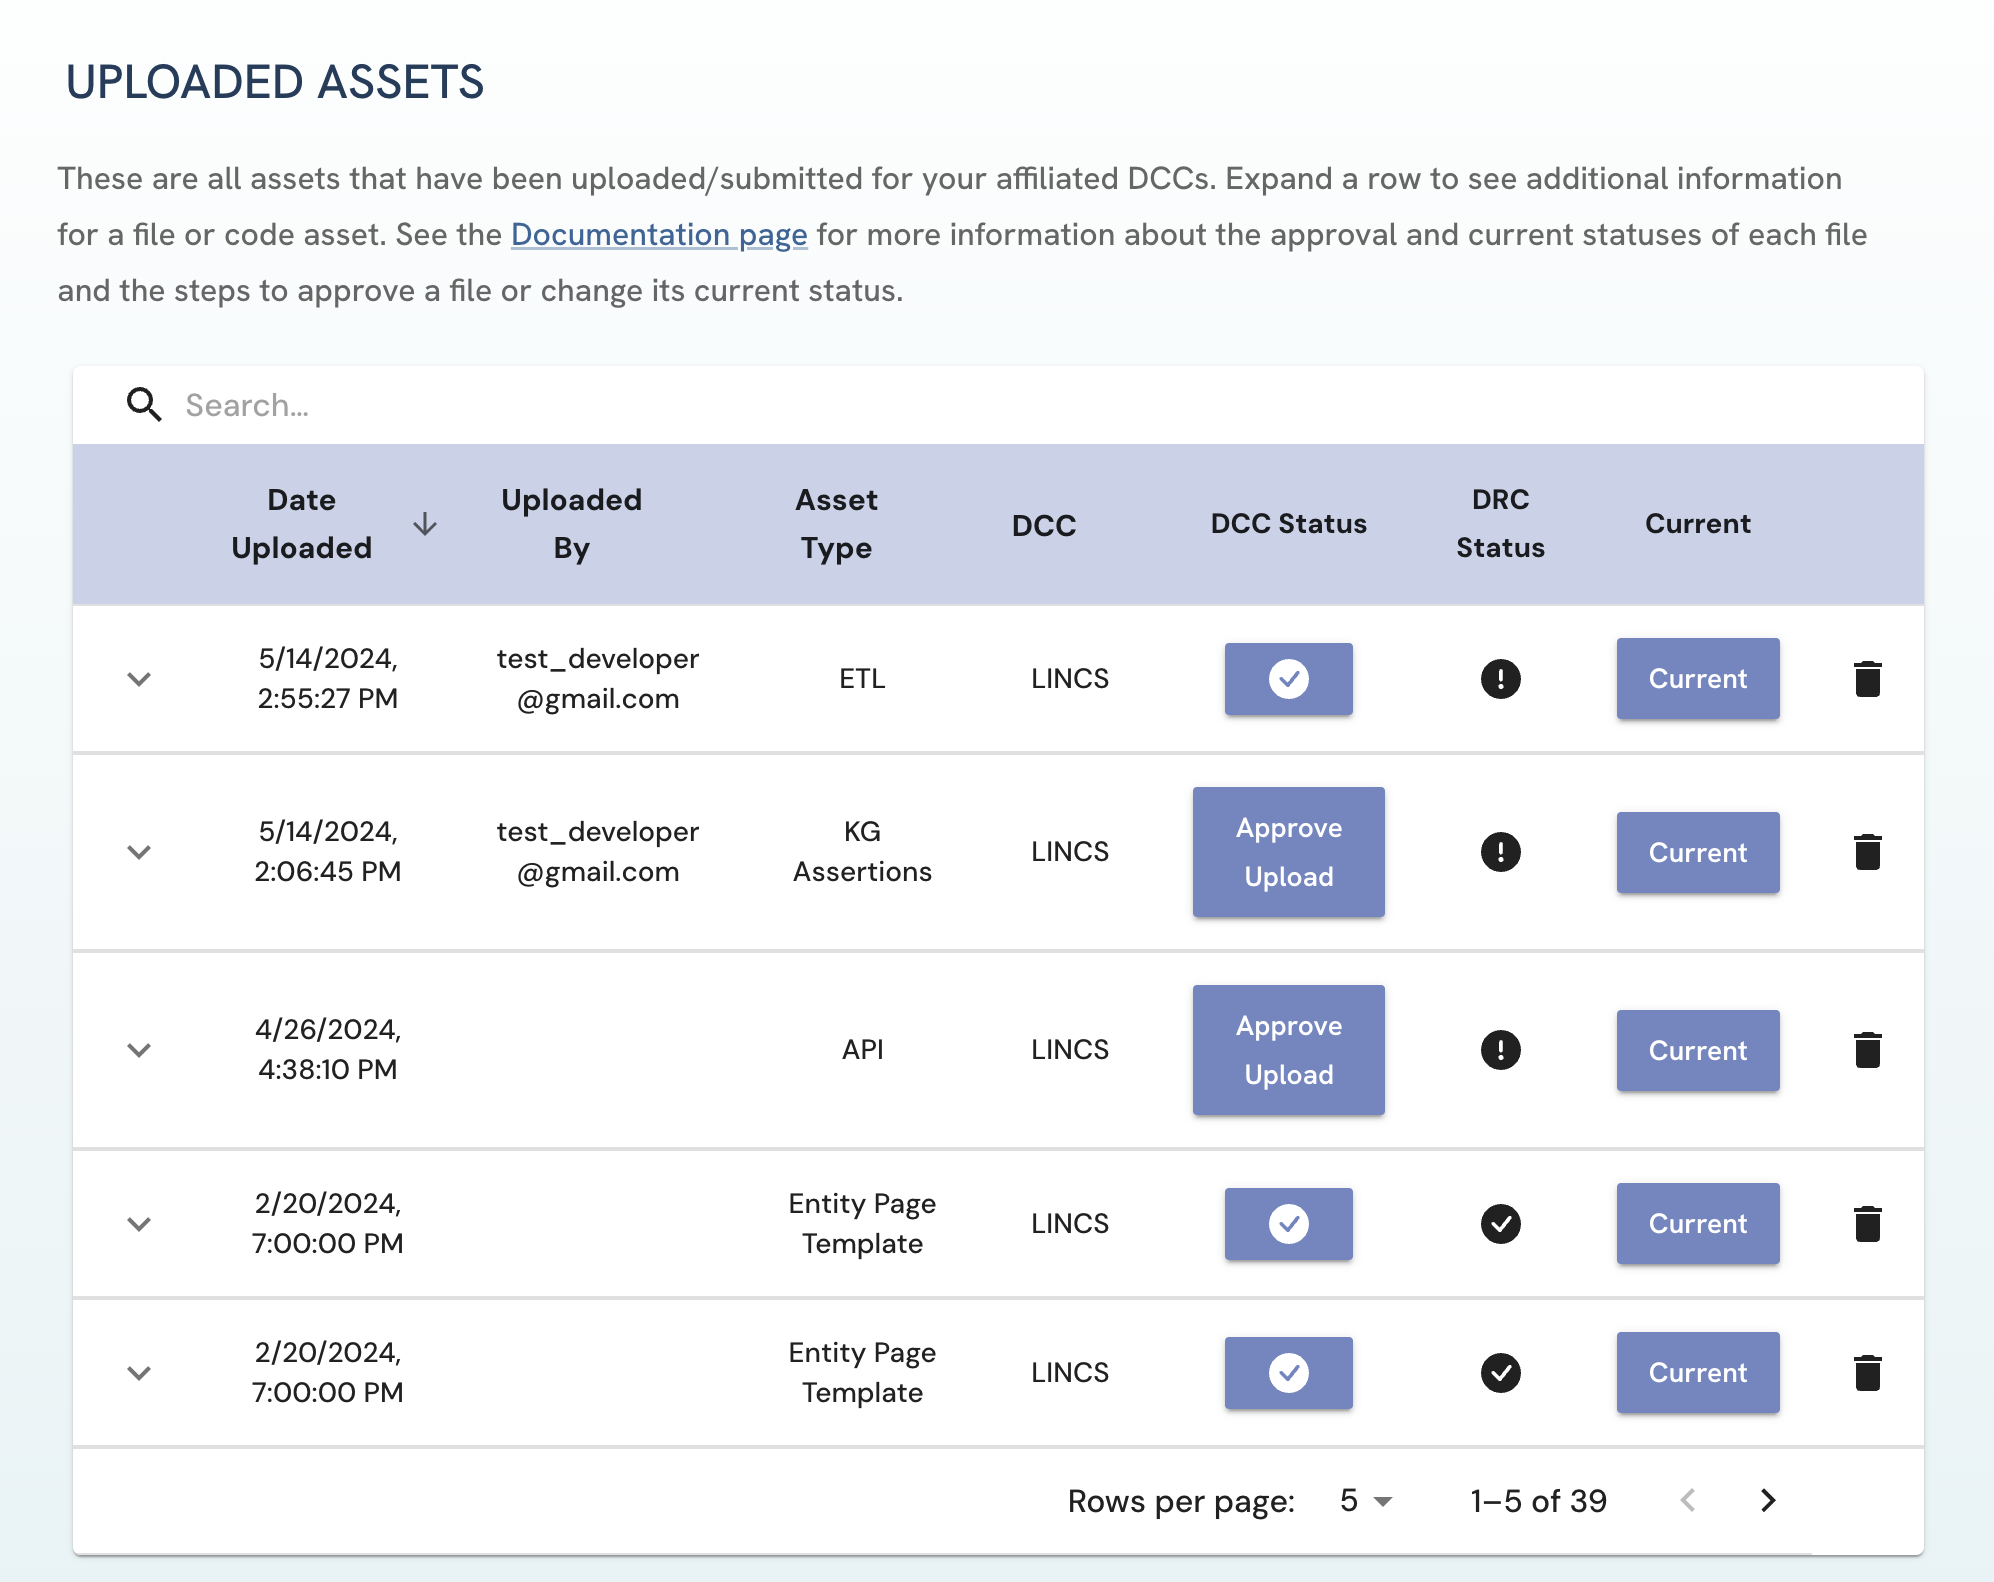 UPLOADED ASSETS
These are all assets that have been uploaded/submitted for your affiliated DCCs. Expand a row to see additional information
for a file or code asset. See the Documentation page for more information about the approval and current statuses of each file
and the steps to approve a file or change its current status.
Search...
Date Uploaded
Uploaded By
Asset Type
DCC
DCC Status
DRC Status
Current
5/14/2024,
2:55:27 PM
test_developer
@gmail.com
ETL
LINCS
Current
5/14/2024,
2:06:45 PM
test_developer
@gmail.com
KG
Assertions
LINCS
Approve
Upload
Current
4/26/2024,
4:38:10 PM
API
LINCS
Approve
Upload
Current
2/20/2024,
7:00:00 PM
Entity Page
Template
LINCS
Current
2/20/2024,
7:00:00 PM
Entity Page
Template
LINCS
Current
Rows per page: 5 1–5 of 39